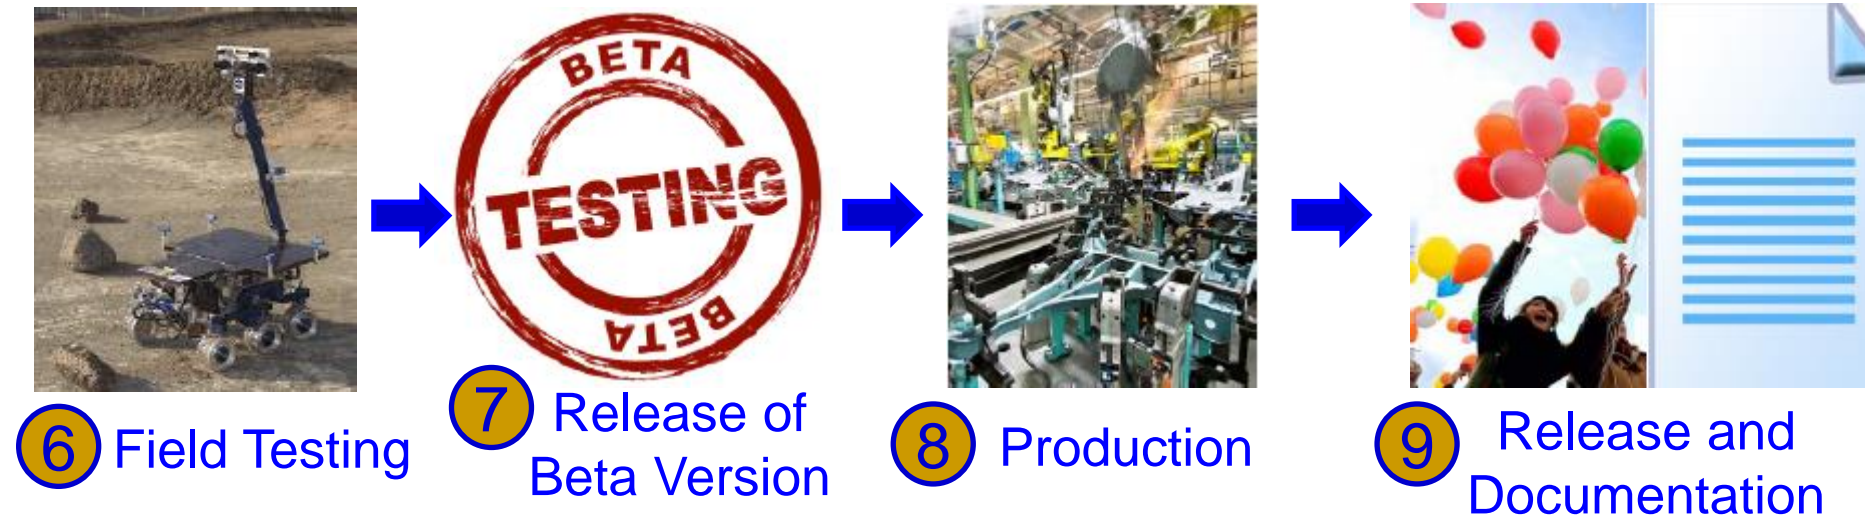 BETA
TESTING
BETA
6 Field Testing
7 Release of
Beta Version
8 Production
9 Release and
Documentation